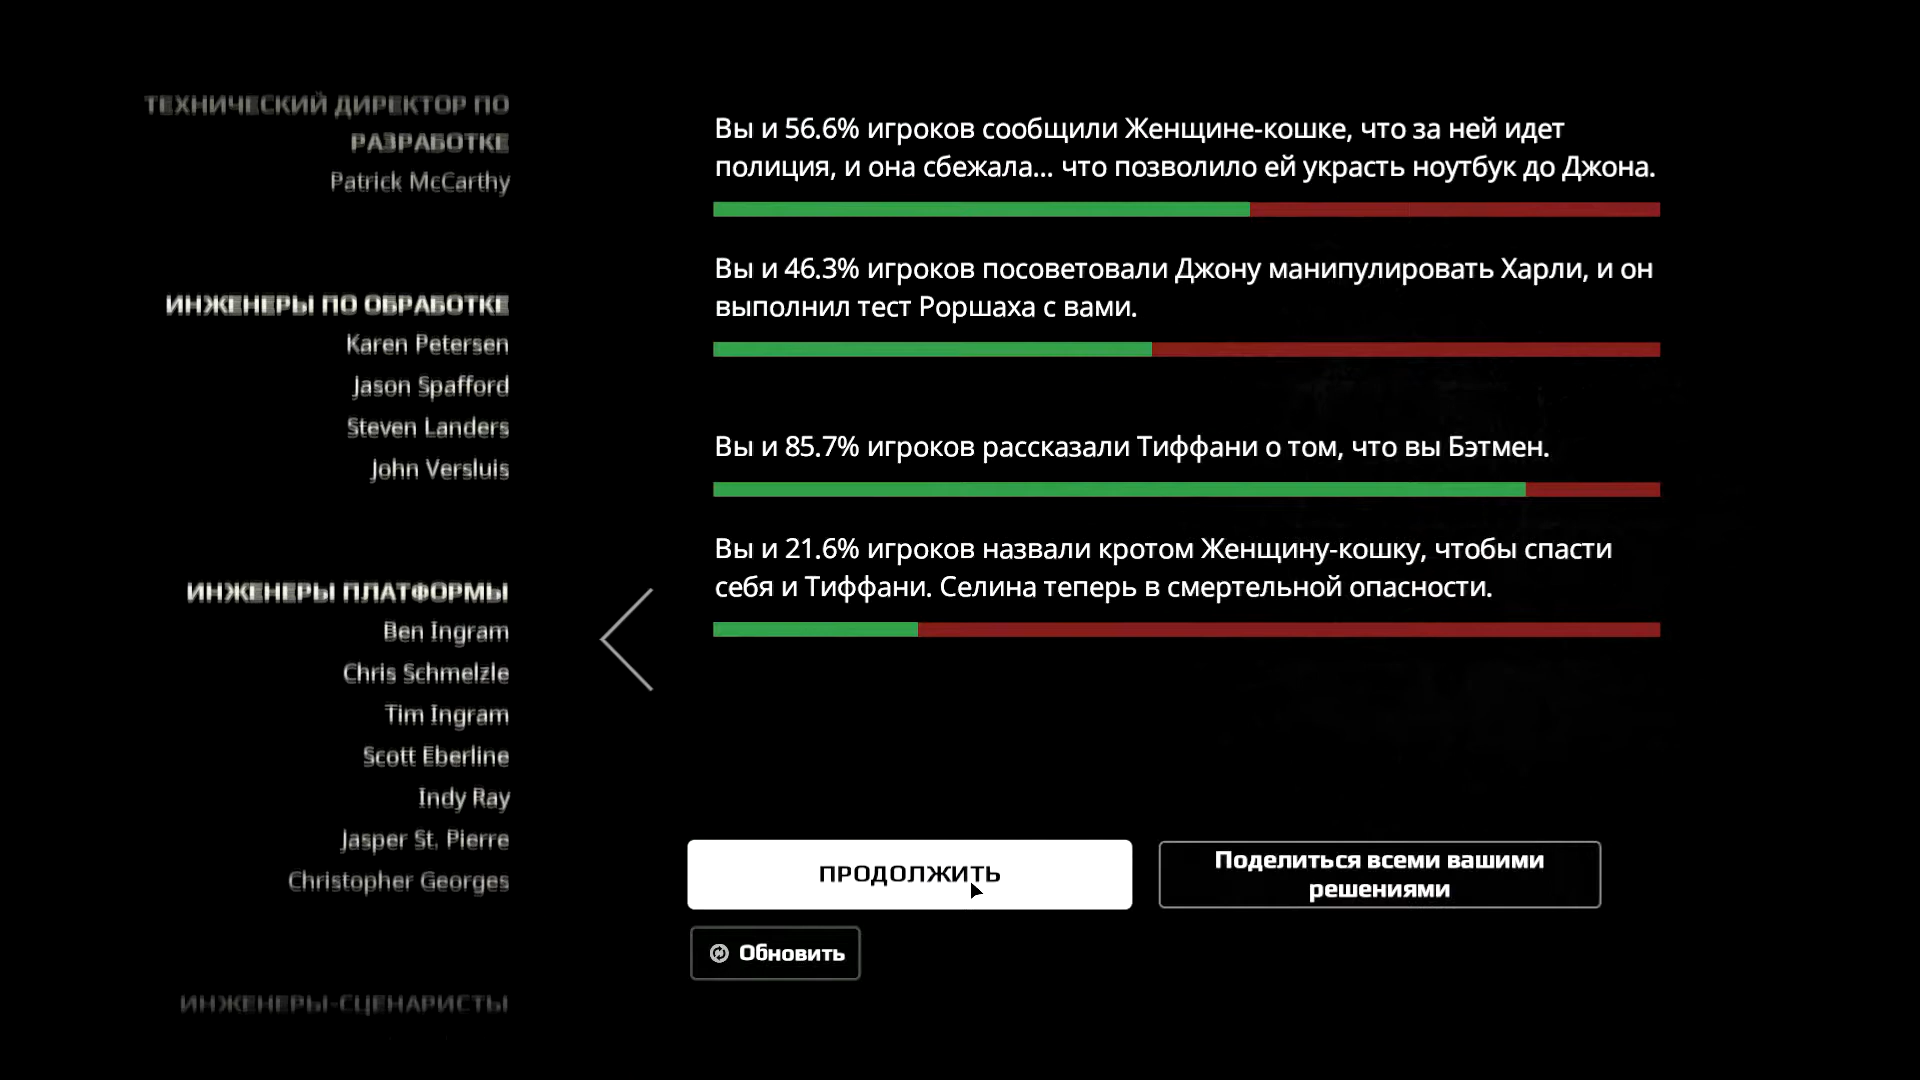 ТЕХНИЧЕСКИЙ ДИРЕКТОР ПО
РАЗРАБОТКЕ
Patrick McCarthy
ИНЖЕНЕРЫ ПО ОБРАБОТКЕ
Karen Petersen
Jason Spafford
Steven Landers
John Versluis
ИНЖЕНЕРЫ ПЛАТФОРМЫ
Ben Ingram
Chris Schmelzle
Tim Ingram
Scott Eberline
Indy Ray
Jasper St. Pierre
Christopher Georges
ИНЖЕНЕРЫ-СЦЕНАРИСТЫ
Вы и 56.6% игроков сообщили Женщине-кошке, что за ней идет
полиция, и она сбежала... что позволило ей украсть ноутбук до Джона.
Вы и 46.3% игроков посоветовали Джону манипулировать Харли, и он
выполнил тест Роршаха с вами.
Вы и 85.7% игроков рассказали Тиффани о том, что вы Бэтмен.
Вы и 21.6% игроков назвали кротом Женщину-кошку, чтобы спасти
себя и Тиффани. Селина теперь в смертельной опасности.
ПРОДОЛЖИТЬ
Поделиться всеми вашими
решениями
Обновить